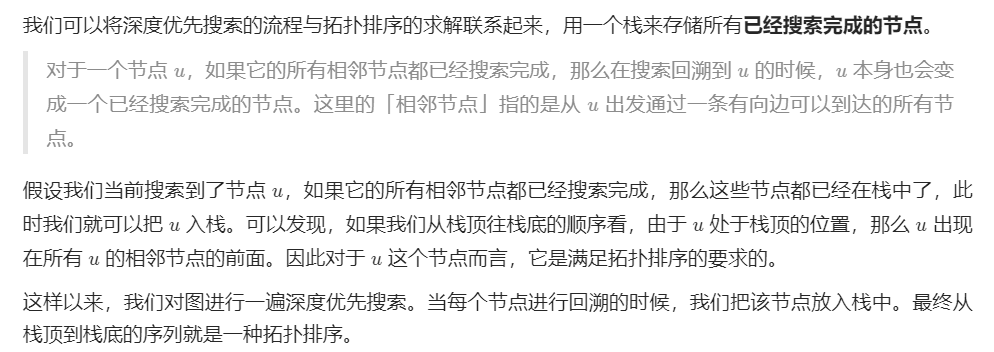 我们可以将深度优先搜索的流程与拓扑排序的求解联系起来，用一个栈来存储所有已经搜索完成的节点。
对于一个节点 u，如果它的所有相邻节点都已经搜索完成，那么在搜索回溯到 u 的时候，u 本身也会变
成一个已经搜索完成的节点。这里的「相邻节点」指的是从 u 出发通过一条有向边可以到达的所有节
点。
假设我们当前搜索到了节点 u，如果它的所有相邻节点都已经搜索完成，那么这些节点都已经在栈中了，此
时我们就可以把 u 入栈。可以发现，如果我们从栈顶往栈底的顺序看，由于 u 处于栈顶的位置，那么 u 出现
在所有 u 的相邻节点的前面。因此对于 u 这个节点而言，它是满足拓扑排序的要求的。
这样以来，我们对图进行一遍深度优先搜索。当每个节点进行回溯的时候，我们把该节点放入栈中。最终从
栈顶到栈底的序列就是一种拓扑排序。